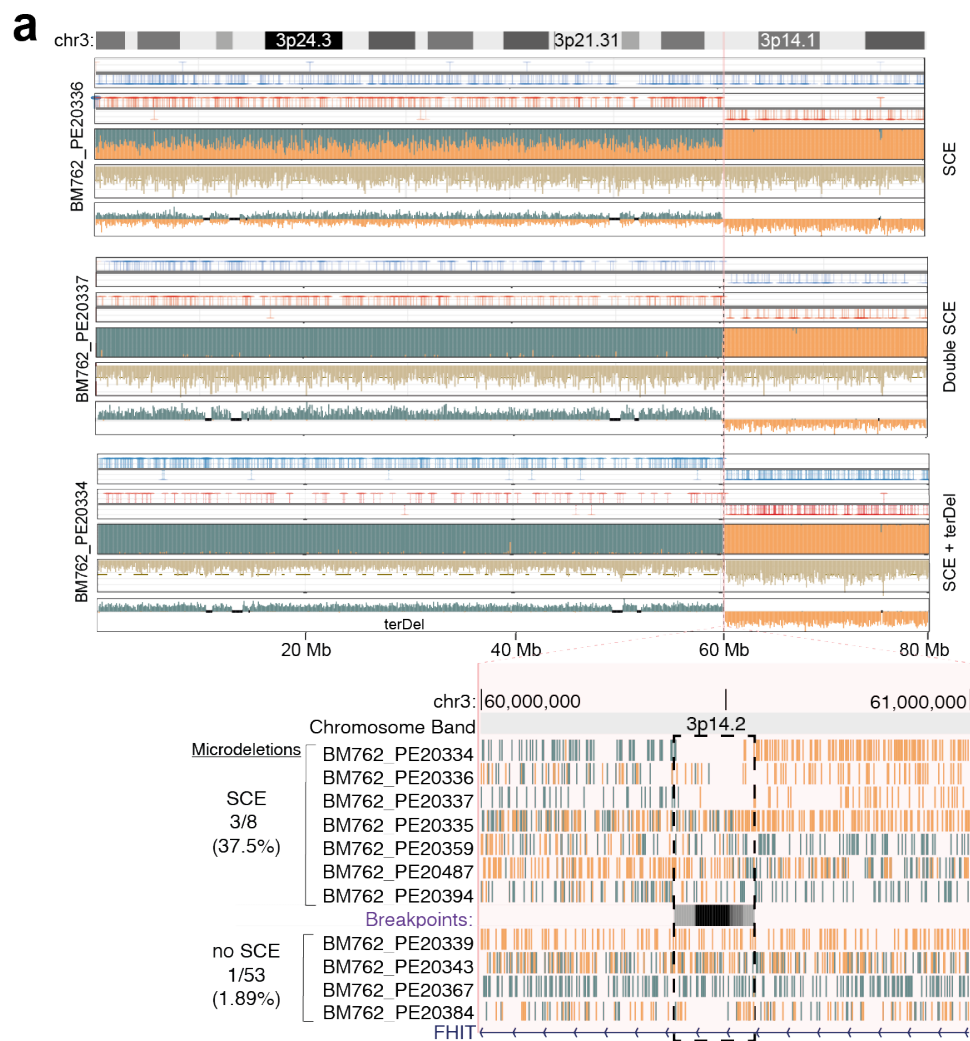 a
chr3: 3p24.3 3p21.31 3p14.1
BM762_PE20336
SCE
BM762_PE20337
Double SCE
BM762_PE20334
SCE + terDel
terDel
20 Mb 40 Mb 60 Mb 80 Mb
chr3: 60,000,000 61,000,000
Chromosome Band 3p14.2
Microdeletions
SCE
3/8
(37.5%)
BM762_PE20334
BM762_PE20336
BM762_PE20337
BM762_PE20335
BM762_PE20359
BM762_PE20487
BM762_PE20394
Breakpoints:
no SCE
1/53
(1.89%)
BM762_PE20339
BM762_PE20343
BM762_PE20367
BM762_PE20384
FHIT